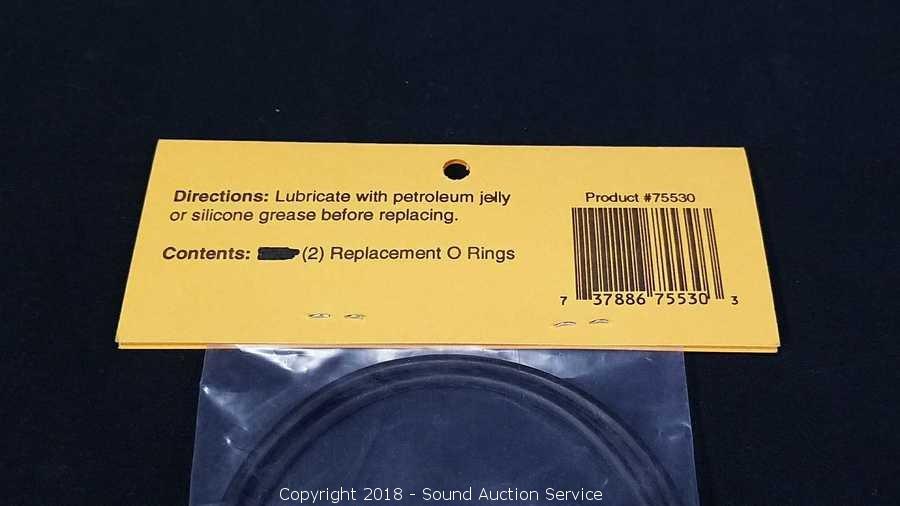 Directions: Lubricate with petroleum jelly
or silicone grease before replacing.
Contents: (2) Replacement O Rings
Product #75530
7 37886 75530 3
Copyright 2018 - Sound Auction Service